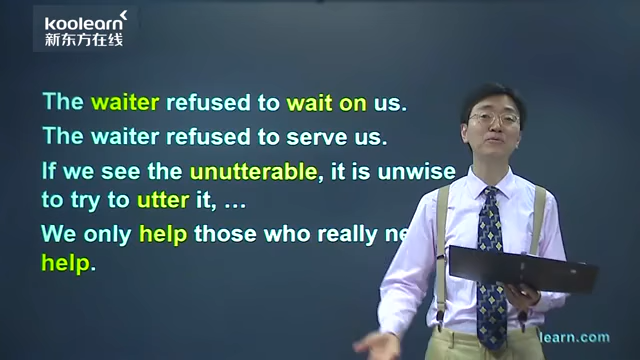 koolearn
新东方在线
The waiter refused to wait on us.
The waiter refused to serve us.
If we see the unutterable, it is unwise
to try to utter it, …
We only help those who really
help.
learn.com